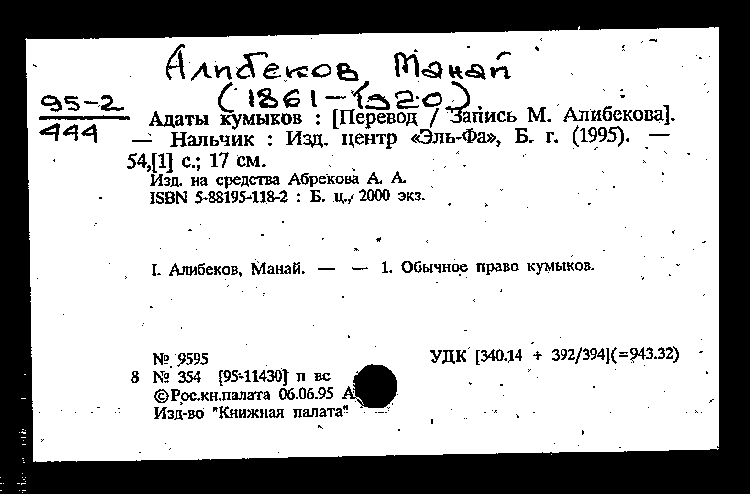 Алибеков, Манай
(1861-1920)
95-2
444
Адаты кумыков : [Перевод / Запись М. Алибекова].
— Нальчик : Изд. центр «Эль-Фа», Б. г. (1995). —
54,[1] с.; 17 см.
Изд. на средства Абрекова А. А.
ISBN 5-88195-118-2 : Б. ц., 2000 экз.
I. Алибеков, Манай. — — 1. Обычное право кумыков.
№ 9595
УДК [340.14 + 392/394](=943.32)
8 № 354 [95-11430] п вс
©Рос.кн.палата 06.06.95 А
Изд-во "Книжная палата"